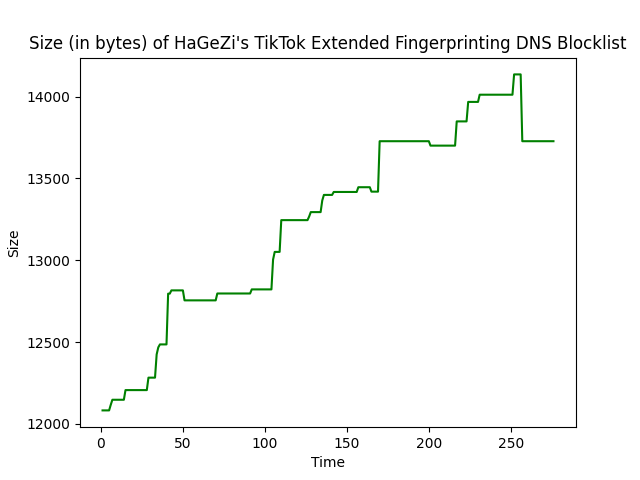 Size (in bytes) of HaGeZi's TikTok Extended Fingerprinting DNS Blocklist
14000
13500
13000
12500
12000
Size
0 50 100 150 200 250
Time